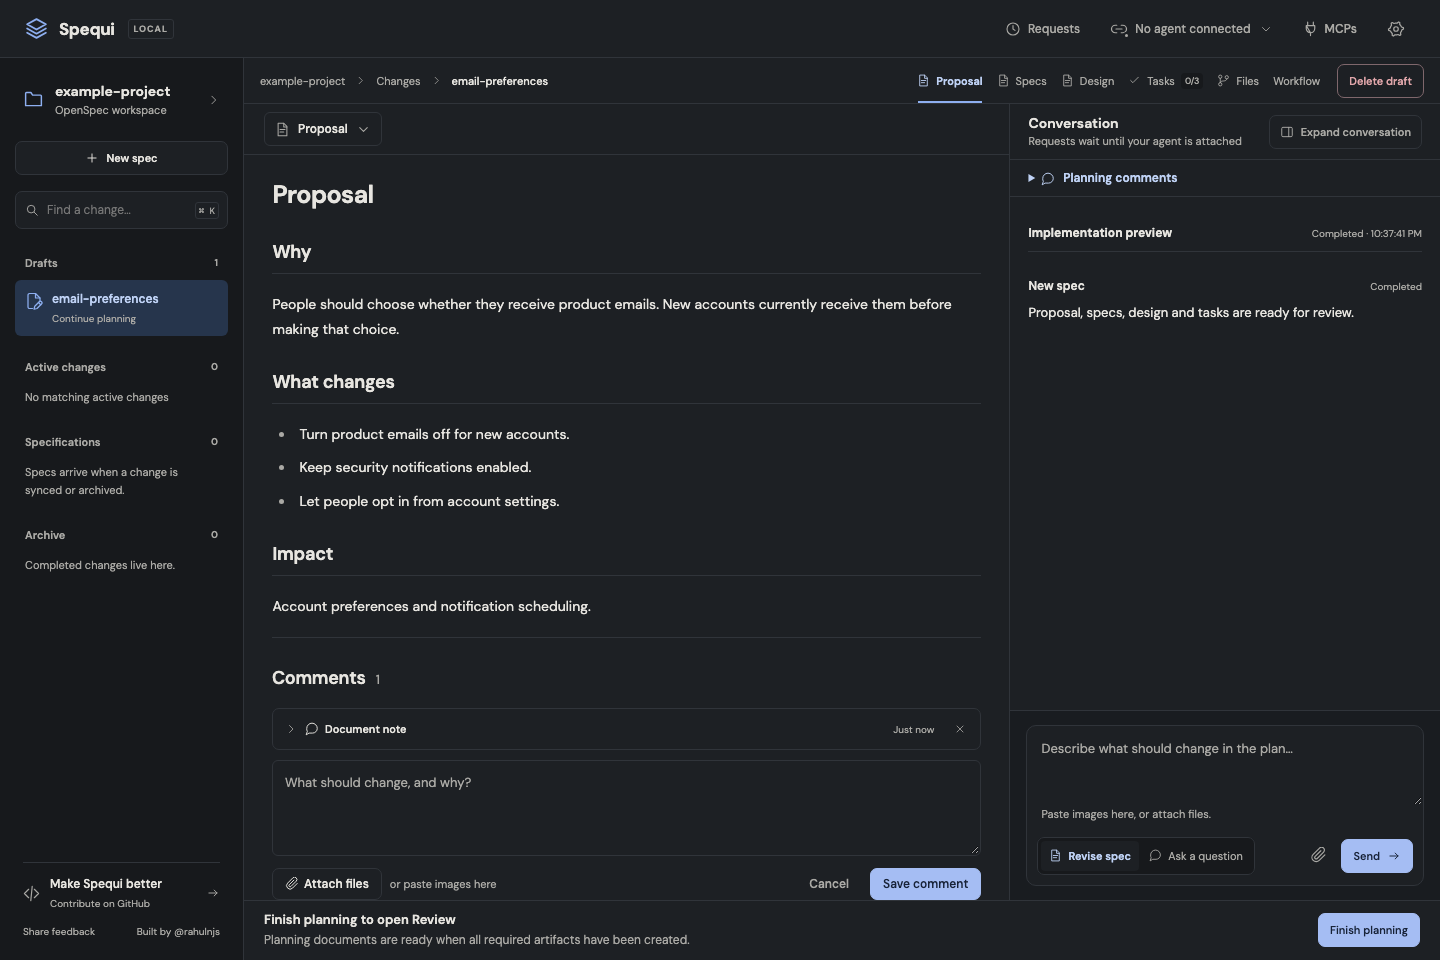 Spequi
LOCAL
Requests
No agent connected
MCPs
example-project
OpenSpec workspace
New spec
Find a change...
⌘ K
Drafts
1
email-preferences
Continue planning
Active changes
0
No matching active changes
Specifications
0
Specs arrive when a change is
synced or archived.
Archive
0
Completed changes live here.
Make Spequi better
Contribute on GitHub
Share feedback
Built by @rahulnjs
example-project
Changes
email-preferences
Proposal
Specs
Design
Tasks
0/3
Files
Workflow
Delete draft
Proposal
Proposal
Why
People should choose whether they receive product emails. New accounts currently receive them before
making that choice.
What changes
• Turn product emails off for new accounts.
• Keep security notifications enabled.
• Let people opt in from account settings.
Impact
Account preferences and notification scheduling.
Comments 1
Document note
Just now
What should change, and why?
Attach files
or paste images here
Cancel
Save comment
Conversation
Requests wait until your agent is attached
Expand conversation
Planning comments
Implementation preview
Completed · 10:37:41 PM
New spec
Completed
Proposal, specs, design and tasks are ready for review.
Describe what should change in the plan...
Paste images here, or attach files.
Revise spec
Ask a question
Send
Finish planning to open Review
Planning documents are ready when all required artifacts have been created.
Finish planning